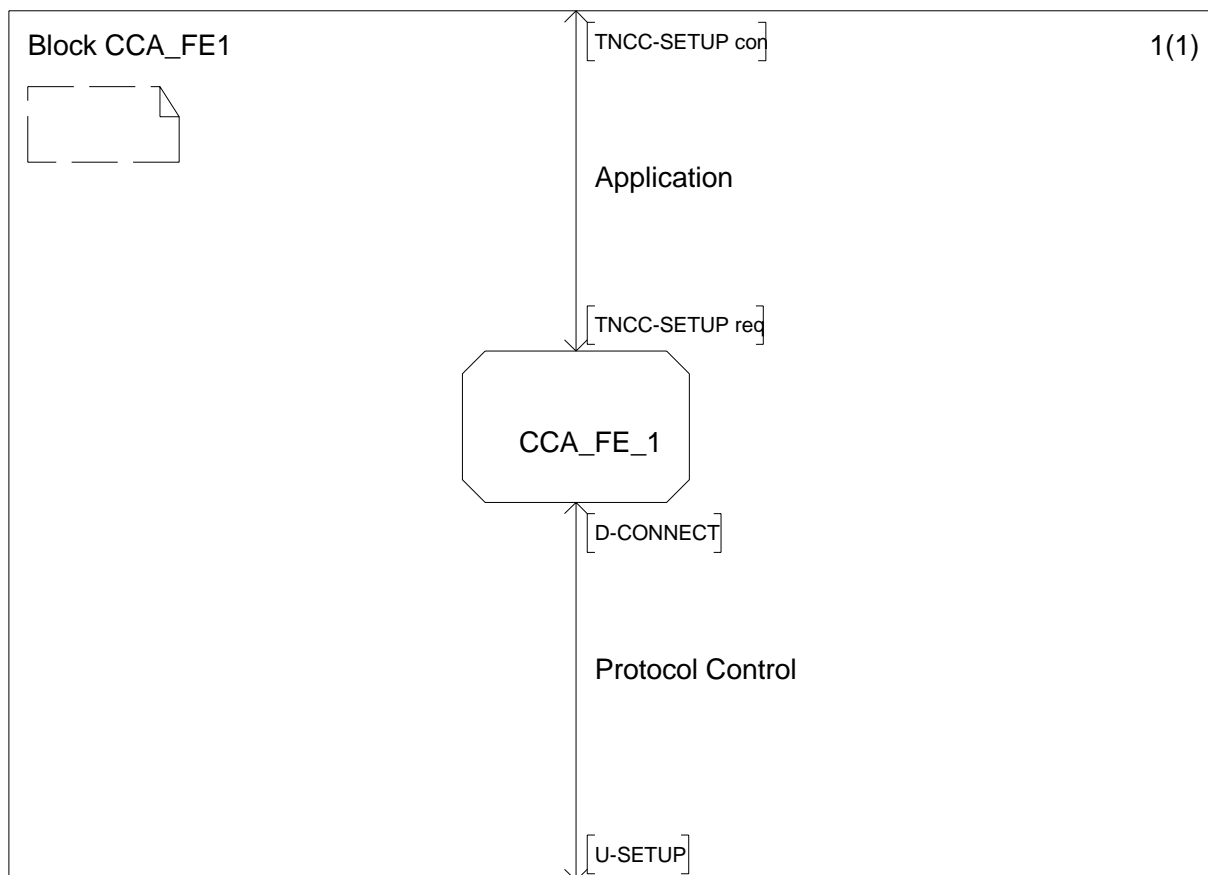 Block CCA_FE1
1(1)
[TNCC-SETUP con]
Application
[TNCC-SETUP req]
CCA_FE_1
[D-CONNECT]
Protocol Control
[U-SETUP]